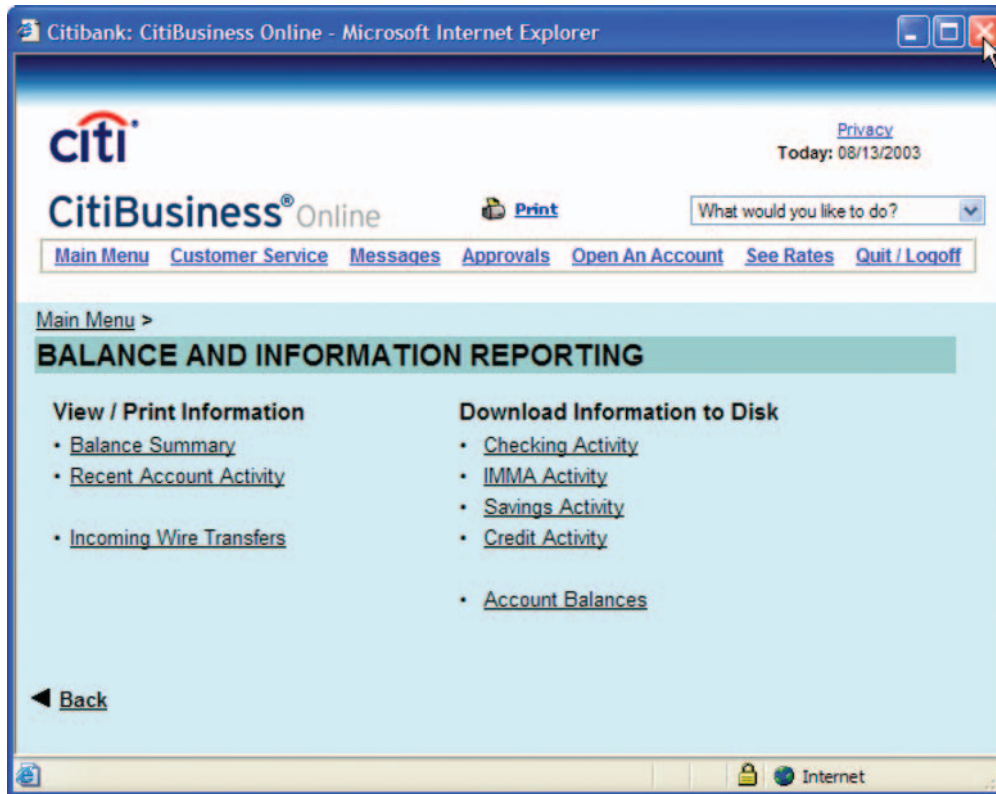 Citibank: CitiBusiness Online - Microsoft Internet Explorer
citi
Privacy
Today: 08/13/2003
CitiBusiness® Online
Print
What would you like to do?
Main Menu Customer Service Messages Approvals Open An Account See Rates Quit / Logoff
Main Menu >
BALANCE AND INFORMATION REPORTING
View / Print Information
• Balance Summary
• Recent Account Activity
• Incoming Wire Transfers
Download Information to Disk
• Checking Activity
• IMMA Activity
• Savings Activity
• Credit Activity
• Account Balances
Back
Internet